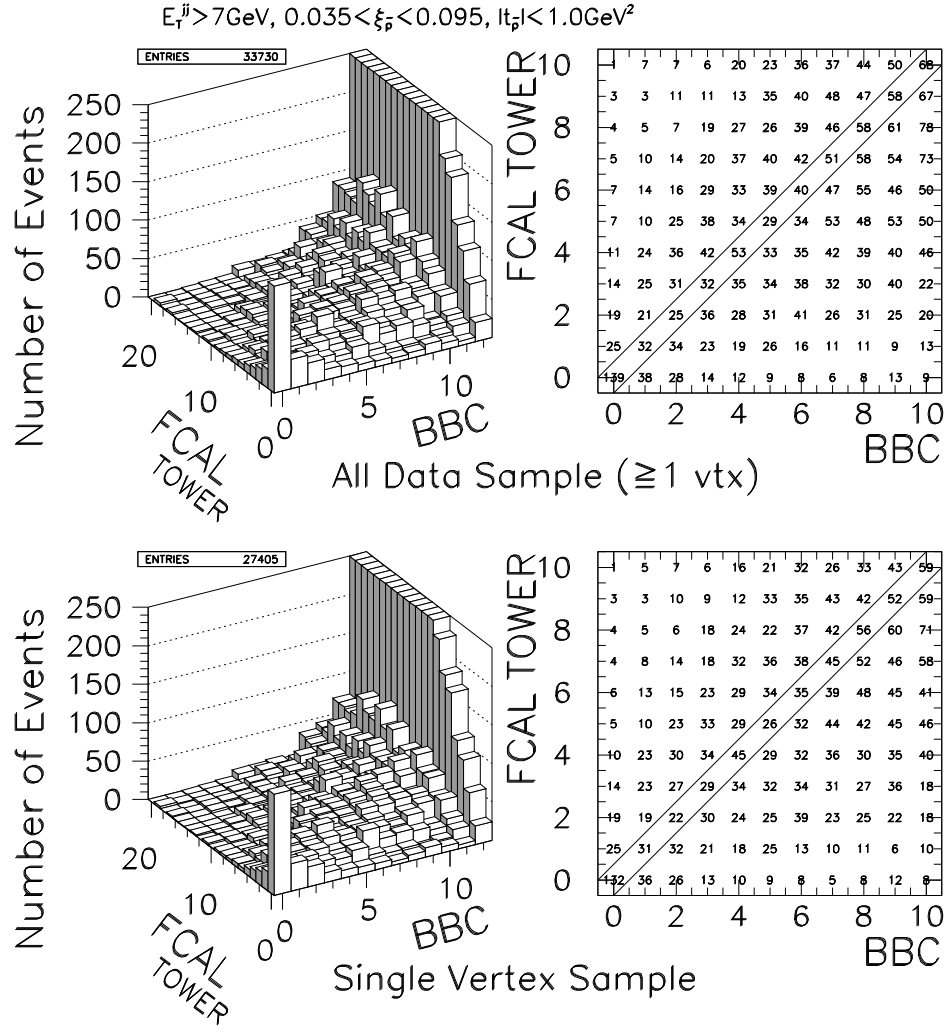 E_T^jj>7GeV, 0.035<ξ_p̄<0.095, |t_p̄|<1.0GeV²
ENTRIES 33730
Number of Events
250
200
150
100
50
0
20
10
0
FCAL
TOWER
0
5
10
BBC
FCAL TOWER
10
8
6
4
2
0
1 7 7 6 20 23 36 37 44 50 68
3 3 11 11 13 35 40 48 47 58 67
4 5 7 19 27 26 39 46 58 61 78
5 10 14 20 37 40 42 51 58 54 73
7 14 16 29 33 39 40 47 55 46 50
7 10 25 38 34 29 34 53 48 53 50
11 24 36 42 53 33 35 42 39 40 46
14 25 31 32 35 34 38 32 30 40 22
19 21 25 36 28 31 41 26 31 25 20
25 32 34 23 19 26 16 11 11 9 13
139 38 28 14 12 9 8 6 8 13 9
0 2 4 6 8 10
BBC
All Data Sample (≧1 vtx)
ENTRIES 27405
Number of Events
250
200
150
100
50
0
20
10
0
FCAL
TOWER
0
5
10
BBC
FCAL TOWER
10
8
6
4
2
0
1 5 7 6 16 21 32 26 33 43 59
3 3 10 9 12 33 35 43 42 52 59
4 5 6 18 24 22 37 42 56 60 71
4 8 14 18 32 36 38 45 52 46 58
6 13 15 23 29 34 35 39 48 45 41
5 10 23 33 29 26 32 44 42 45 46
10 23 30 34 45 29 32 36 30 35 40
14 23 27 29 34 32 34 31 27 36 18
19 19 22 30 24 25 39 23 25 22 18
25 31 32 21 18 25 13 10 11 6 10
132 36 26 13 10 9 8 5 8 12 8
0 2 4 6 8 10
BBC
Single Vertex Sample